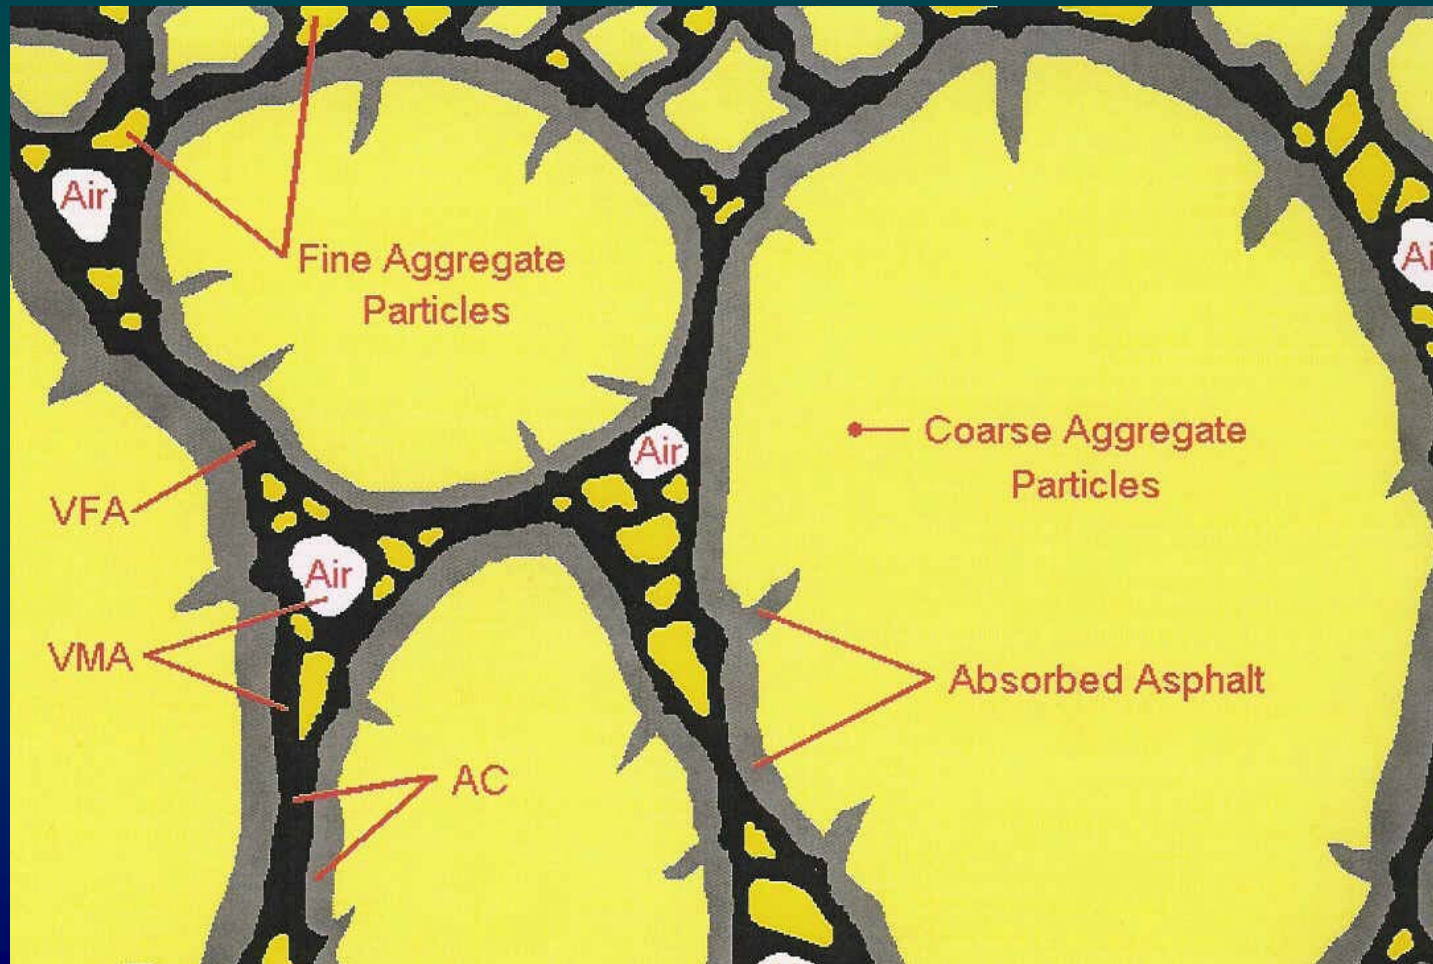 Air
Fine Aggregate
Particles
Air
Coarse Aggregate
Particles
VFA
Air
VMA
Absorbed Asphalt
AC